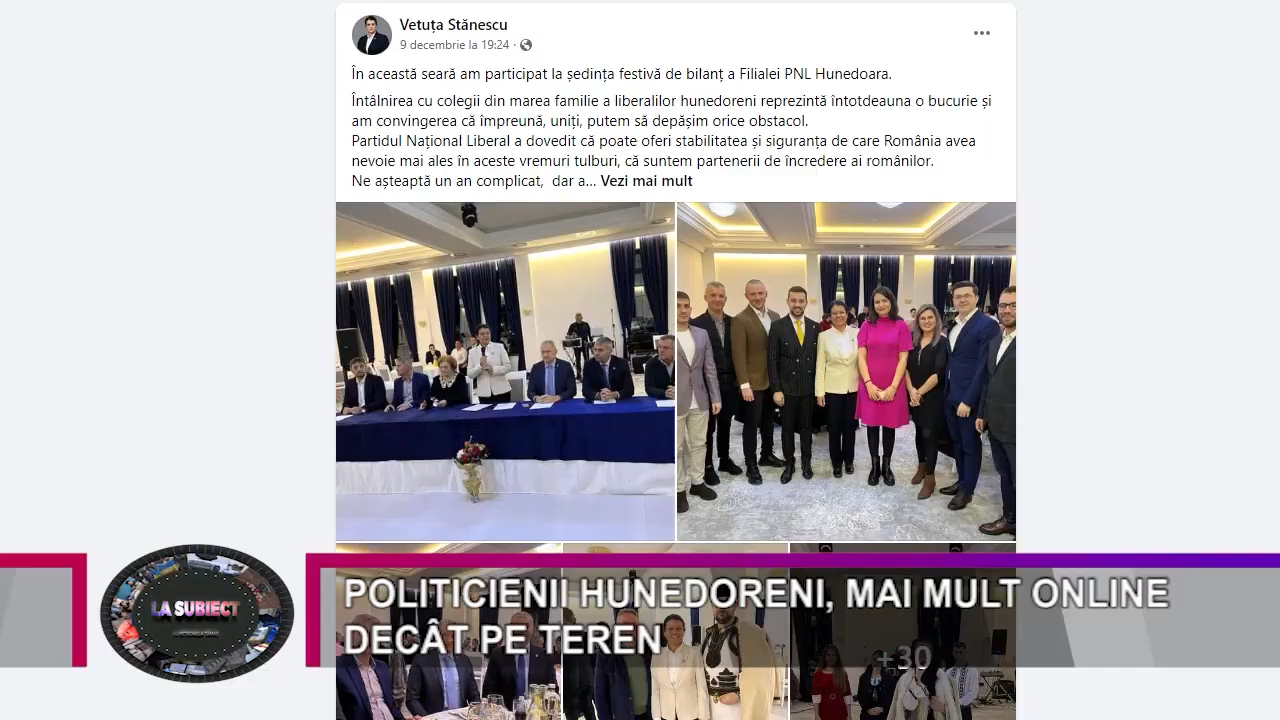 Vetuța Stănescu
9 decembrie la 19:24 ·
În această seară am participat la ședința festivă de bilanț a Filialei PNL Hunedoara.
Întâlnirea cu colegii din marea familie a liberalilor hunedoreni reprezintă întotdeauna o bucurie și
am convingerea că împreună, uniți, putem să depășim orice obstacol.
Partidul Național Liberal a dovedit că poate oferi stabilitatea și siguranța de care România avea
nevoie mai ales în aceste vremuri tulburi, că suntem partenerii de încredere ai românilor.
Ne așteaptă un an complicat, dar a... Vezi mai mult
LA SUBIECT
POLITICIENII HUNEDORENI, MAI MULT ONLINE
DECÂT PE TEREN
+30